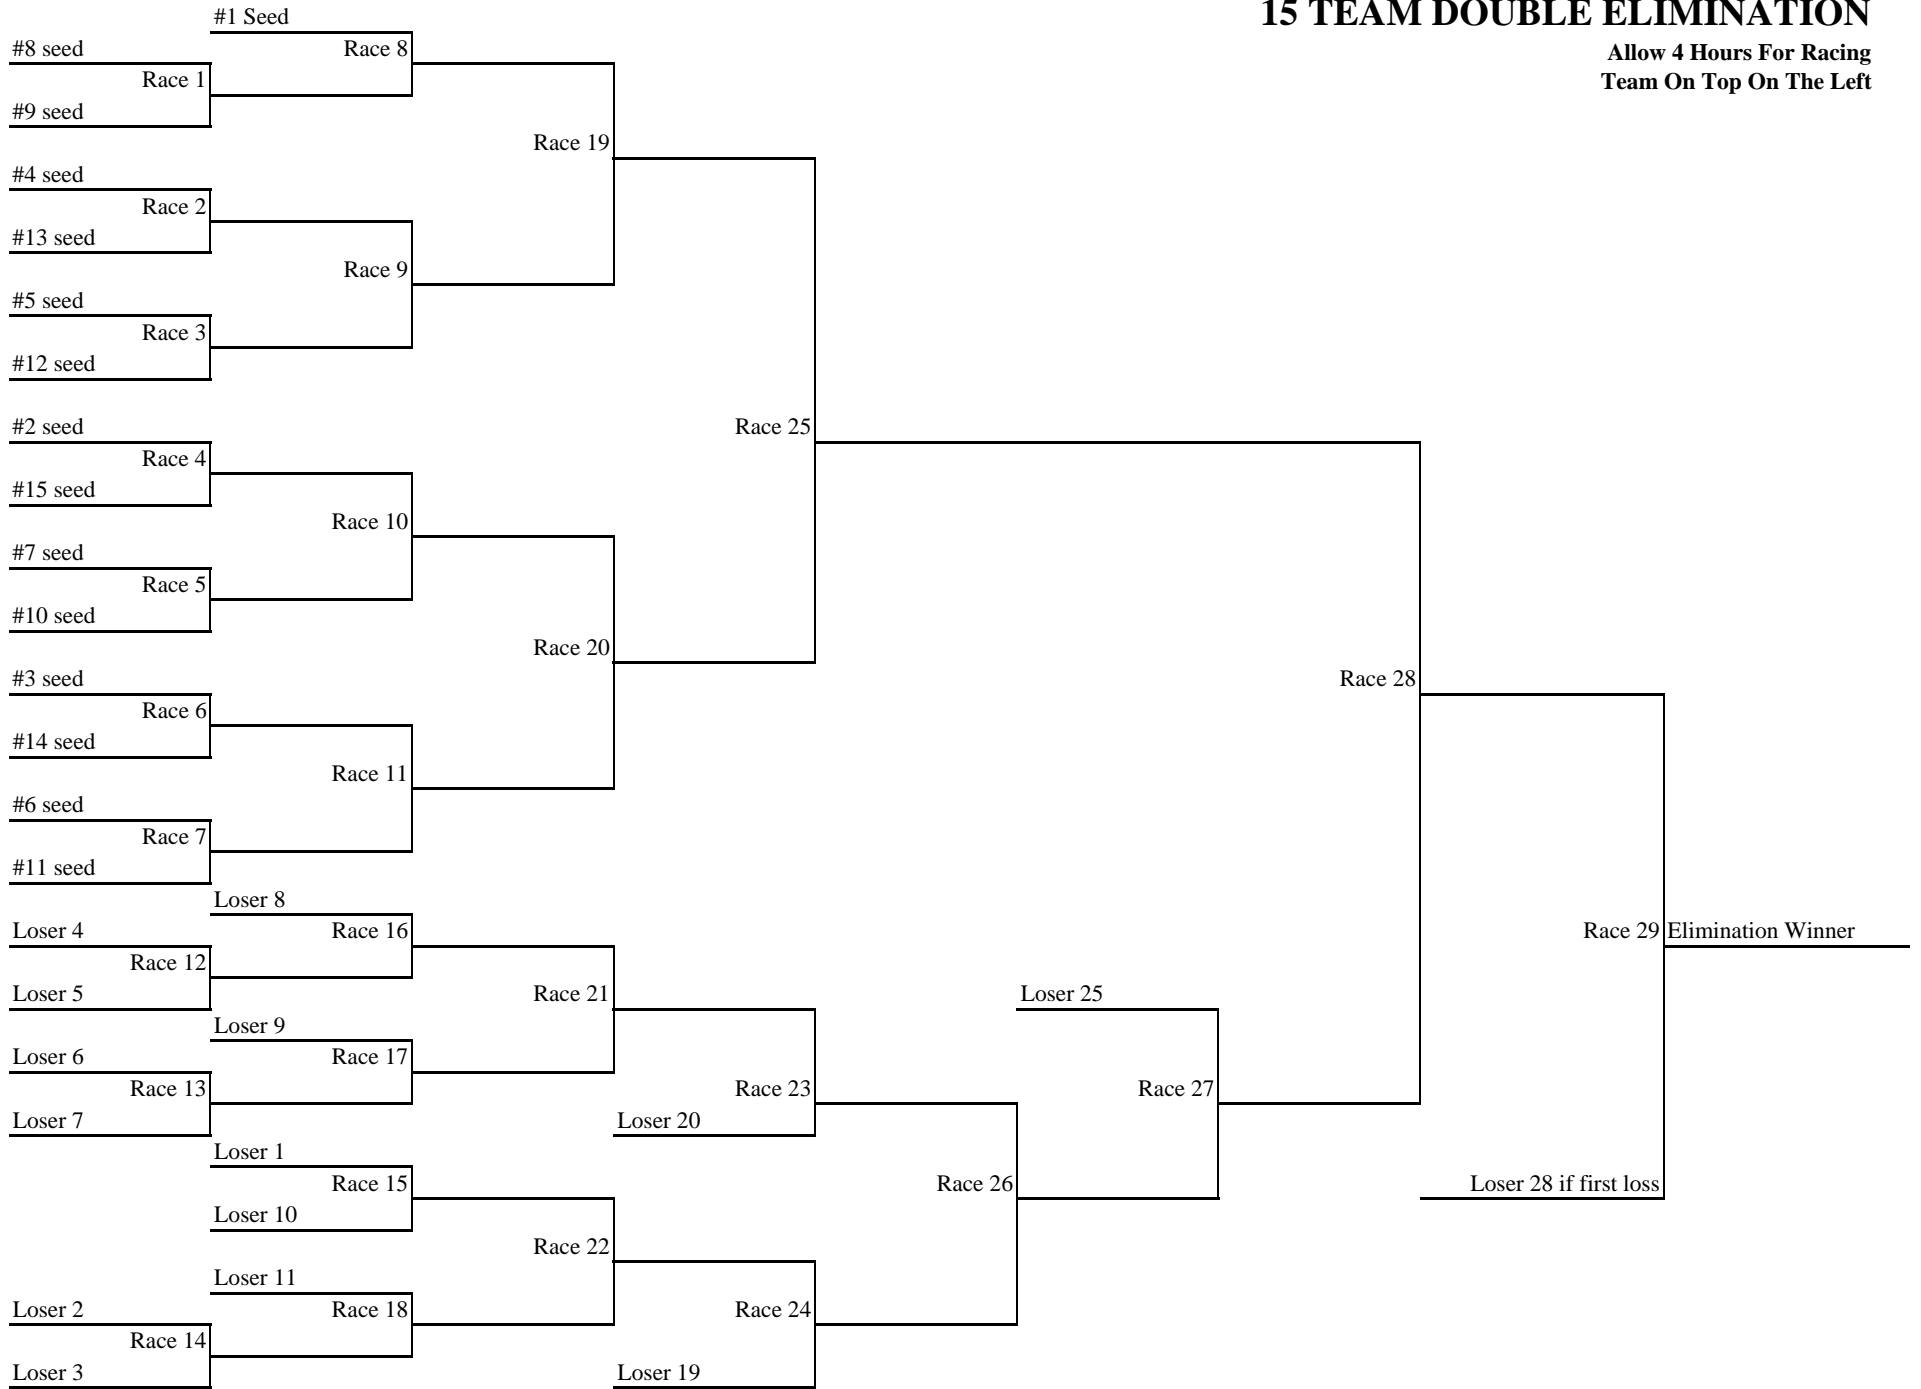 15 TEAM DOUBLE ELIMINATION
Allow 4 Hours For Racing
Team On Top On The Left
#1 Seed
#8 seed
Race 8
Race 1
#9 seed
Race 19
#4 seed
Race 2
#13 seed
Race 9
#5 seed
Race 3
#12 seed
#2 seed
Race 25
Race 4
#15 seed
Race 10
#7 seed
Race 5
#10 seed
Race 20
#3 seed
Race 28
Race 6
#14 seed
Race 11
#6 seed
Race 7
#11 seed
Loser 8
Loser 4
Race 16
Race 29
Elimination Winner
Race 12
Loser 5
Race 21
Loser 25
Loser 9
Loser 6
Race 17
Race 13
Race 23
Race 27
Loser 7
Loser 20
Loser 1
Race 15
Race 26
Loser 28 if first loss
Loser 10
Race 22
Loser 11
Loser 2
Race 18
Race 24
Race 14
Loser 3
Loser 19